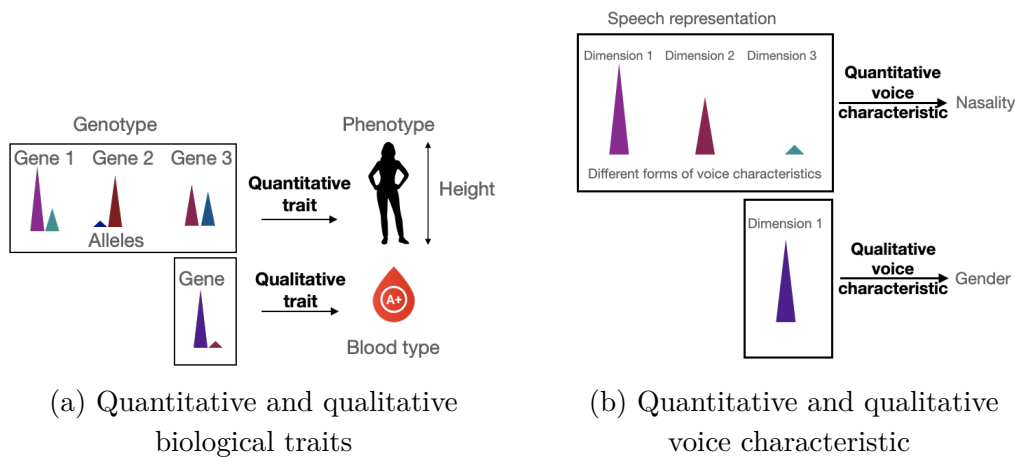 Genotype
Phenotype
Gene 1 Gene 2 Gene 3
Quantitative
trait
Height
Alleles
Gene
Qualitative
trait
A+
Blood type
(a) Quantitative and qualitative
biological traits
Speech representation
Dimension 1 Dimension 2 Dimension 3
Quantitative
voice
characteristic
Nasality
Different forms of voice characteristics
Dimension 1
Qualitative
voice
characteristic
Gender
(b) Quantitative and qualitative
voice characteristic